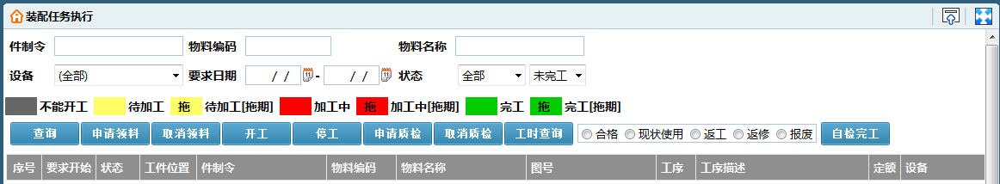 装配任务执行
件制令 物料编码 物料名称
设备 (全部) 要求日期 / / - / / 状态 全部 未完工
不能开工 待加工 拖 待加工[拖期] 加工中 拖 加工中[拖期] 完工 拖 完工[拖期]
查询 申请领料 取消领料 开工 停工 申请质检 取消质检 工时查询 合格 现状使用 返工 返修 报废 自检完工
序号 要求开始 状态 工件位置 件制令 物料编码 物料名称 图号 工序 工序描述 定额 设备